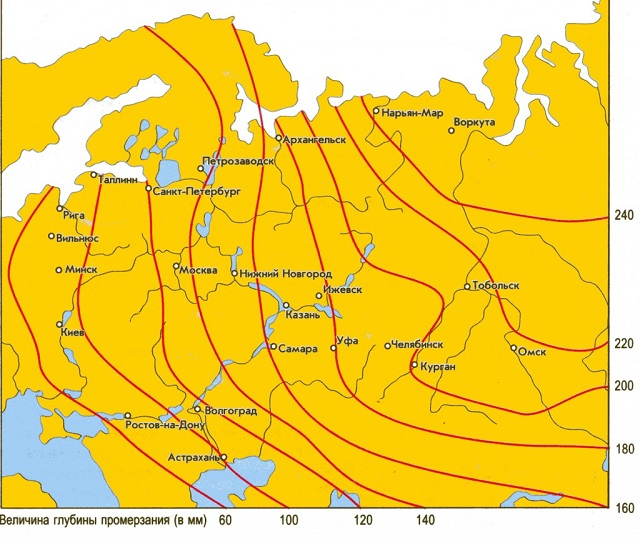 Нарьян-Мар
Воркута
Архангельск
Петрозаводск
Таллинн
Санкт-Петербург
Рига
240
Вильнюс
Минск
Москва
Нижний Новгород
Тобольск
Ижевск
Казань
Киев
Уфа
220
Самара
Челябинск
Омск
Курган
200
Волгоград
Ростов-на-Дону
180
Астрахань
160
Величина глубины промерзания (в мм) 60 100 120 140